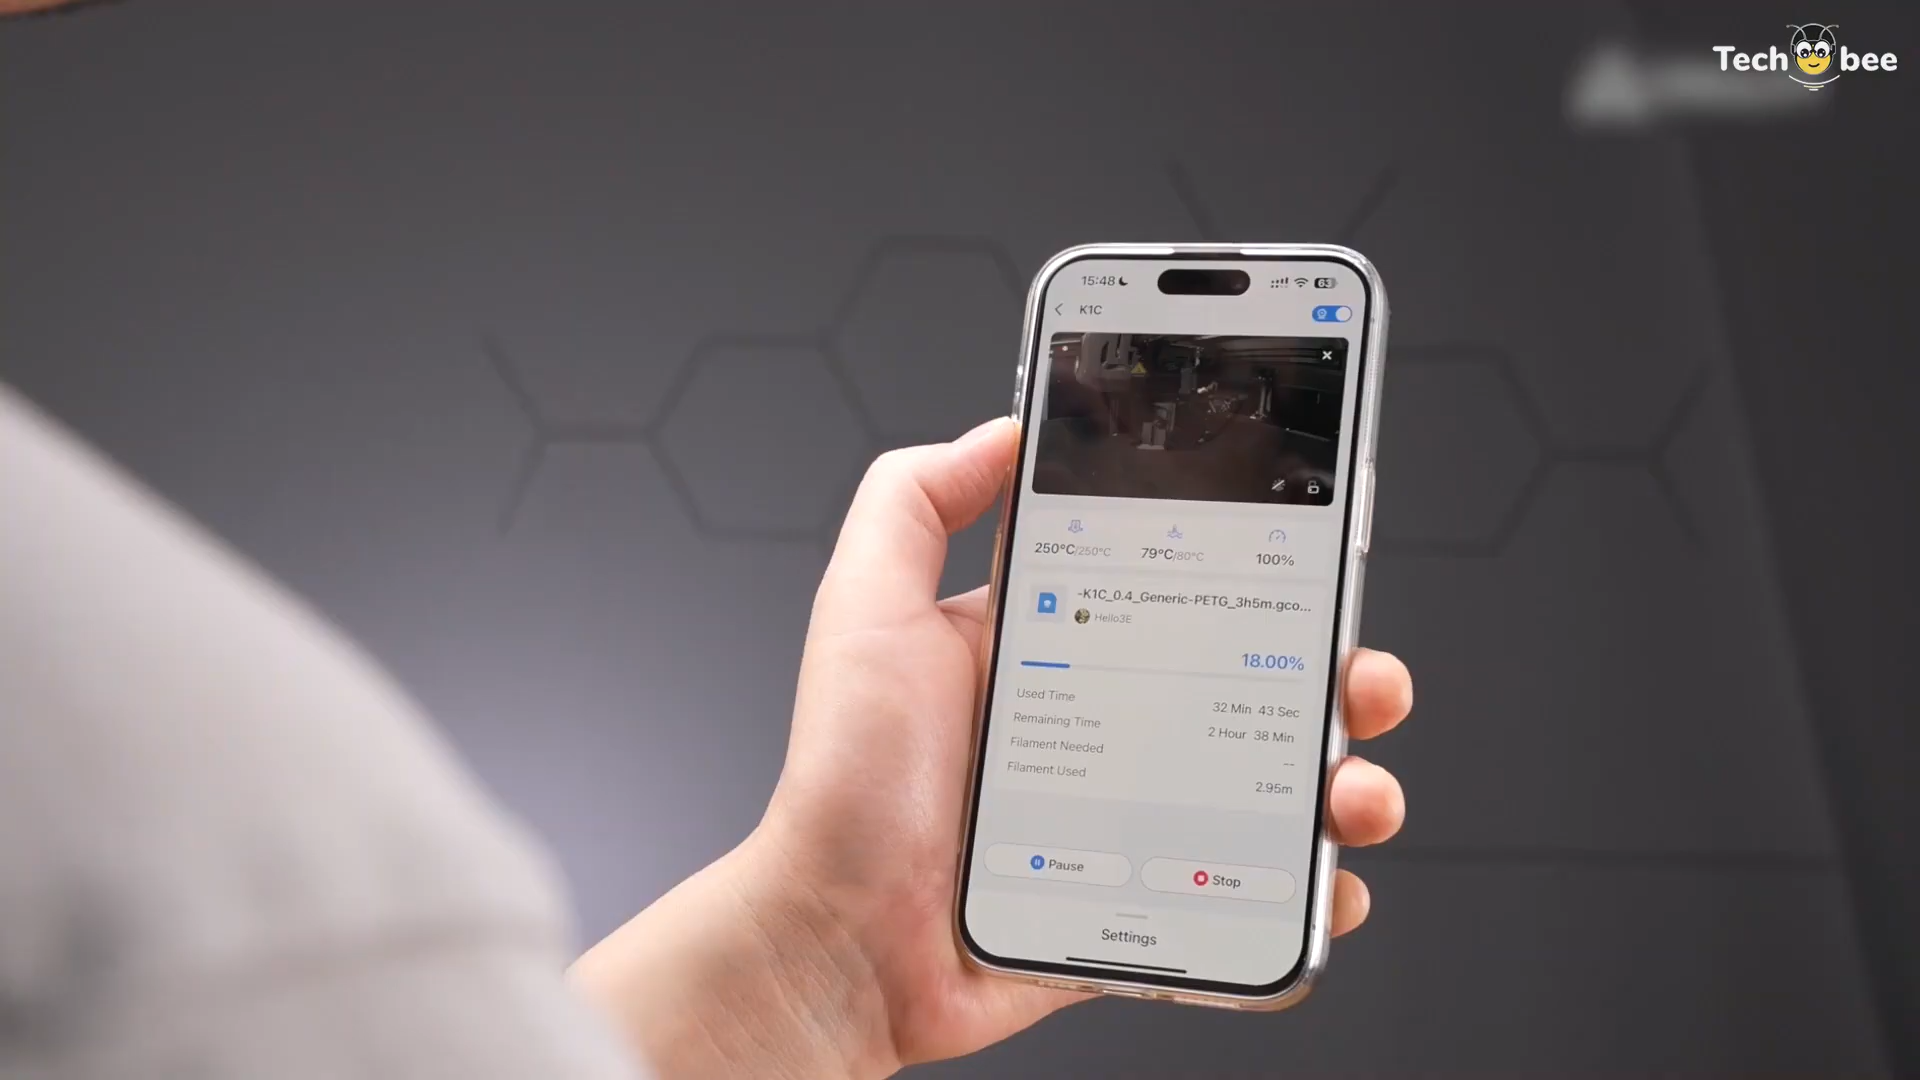 Tech bee
15:48
63
K1C
250°C/250°C
79°C/80°C
100%
-K1C_0.4_Generic-PETG_3h5m.gco...
Hello3E
18.00%
Used Time 32 Min 43 Sec
Remaining Time 2 Hour 38 Min
Filament Needed --
Filament Used 2.95m
Pause
Stop
Settings